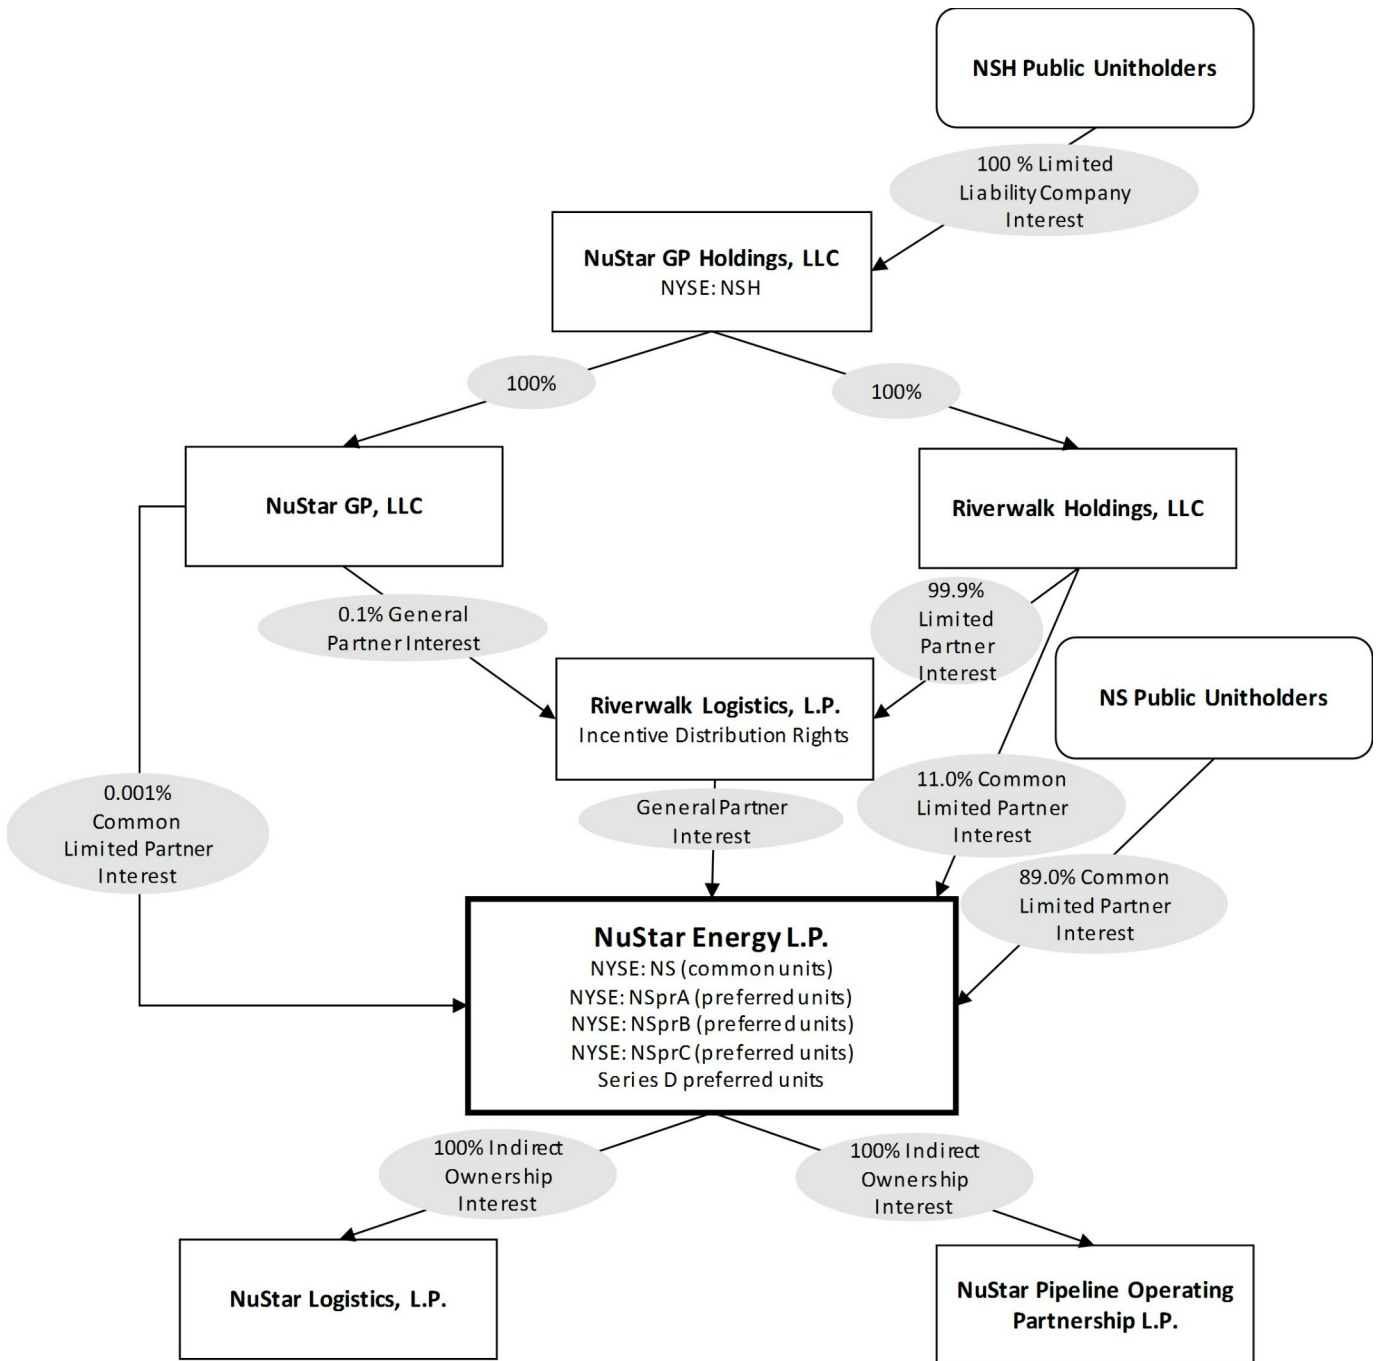 NSH Public Unitholders
100 % Limited
Liability Company
Interest
NuStar GP Holdings, LLC
NYSE: NSH
100%
100%
NuStar GP, LLC
Riverwalk Holdings, LLC
0.1% General
Partner Interest
99.9%
Limited
Partner
Interest
Riverwalk Logistics, L.P.
Incentive Distribution Rights
NS Public Unitholders
0.001%
Common
Limited Partner
Interest
General Partner
Interest
11.0% Common
Limited Partner
Interest
89.0% Common
Limited Partner
Interest
NuStar Energy L.P.
NYSE: NS (common units)
NYSE: NSprA (preferred units)
NYSE: NSprB (preferred units)
NYSE: NSprC (preferred units)
Series D preferred units
100% Indirect
Ownership
Interest
100% Indirect
Ownership
Interest
NuStar Logistics, L.P.
NuStar Pipeline Operating
Partnership L.P.